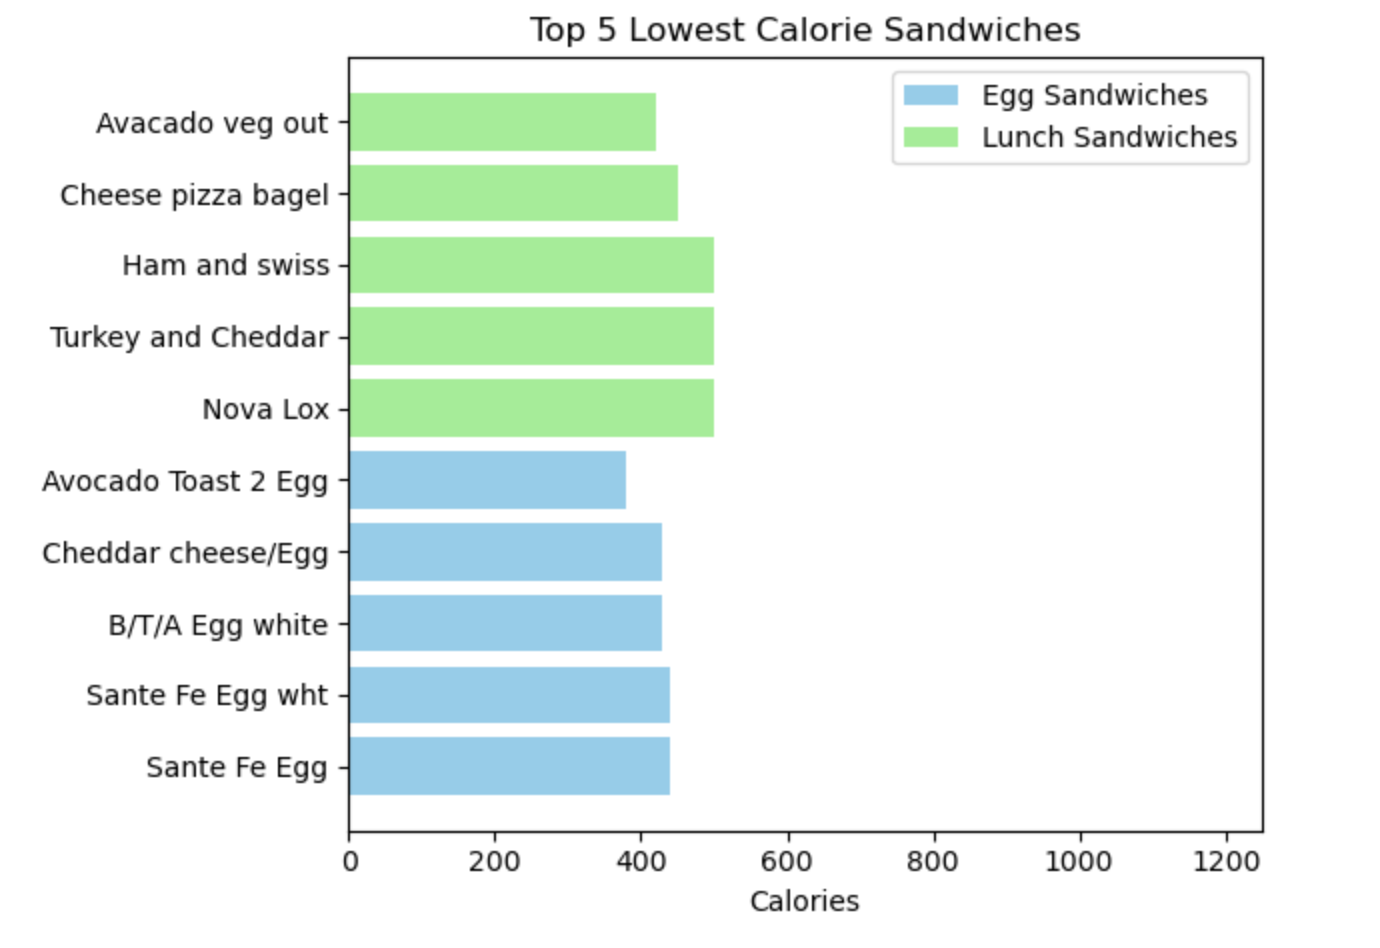 Top 5 Lowest Calorie Sandwiches
Egg Sandwiches
Lunch Sandwiches
Avacado veg out
Cheese pizza bagel
Ham and swiss
Turkey and Cheddar
Nova Lox
Avocado Toast 2 Egg
Cheddar cheese/Egg
B/T/A Egg white
Sante Fe Egg wht
Sante Fe Egg
0 200 400 600 800 1000 1200
Calories